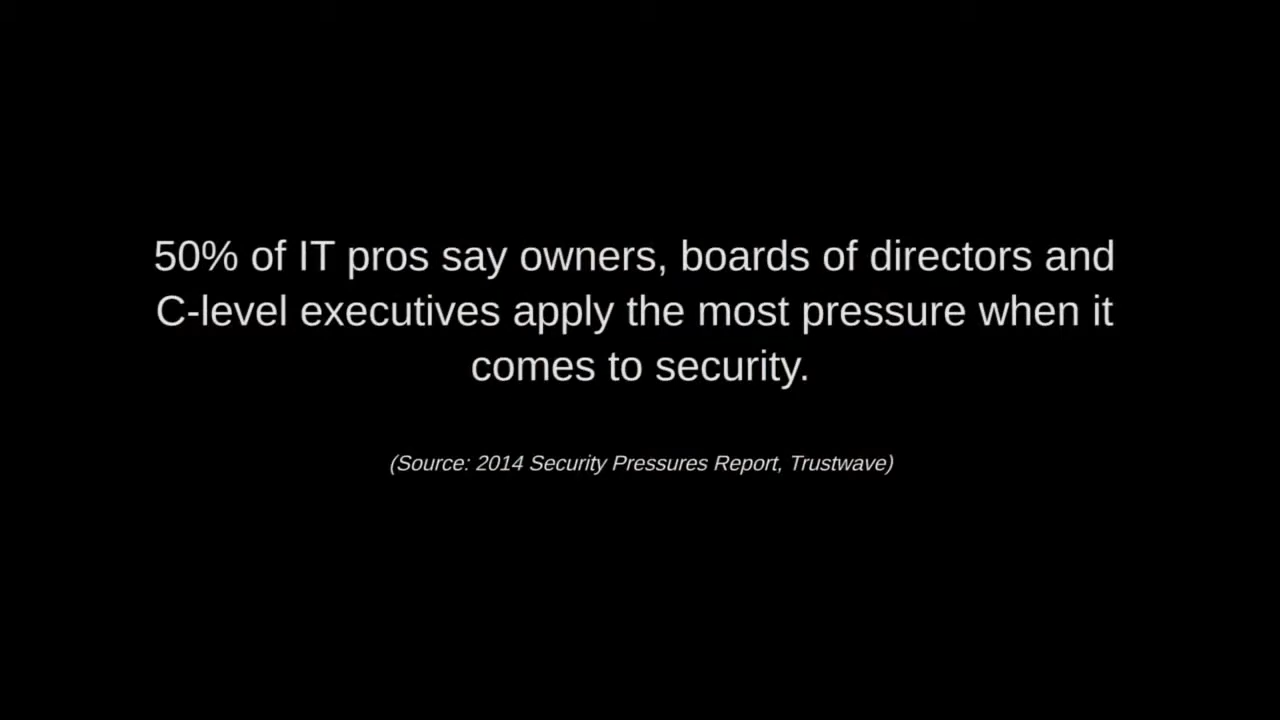 50% of IT pros say owners, boards of directors and
C-level executives apply the most pressure when it
comes to security.
(Source: 2014 Security Pressures Report, Trustwave)